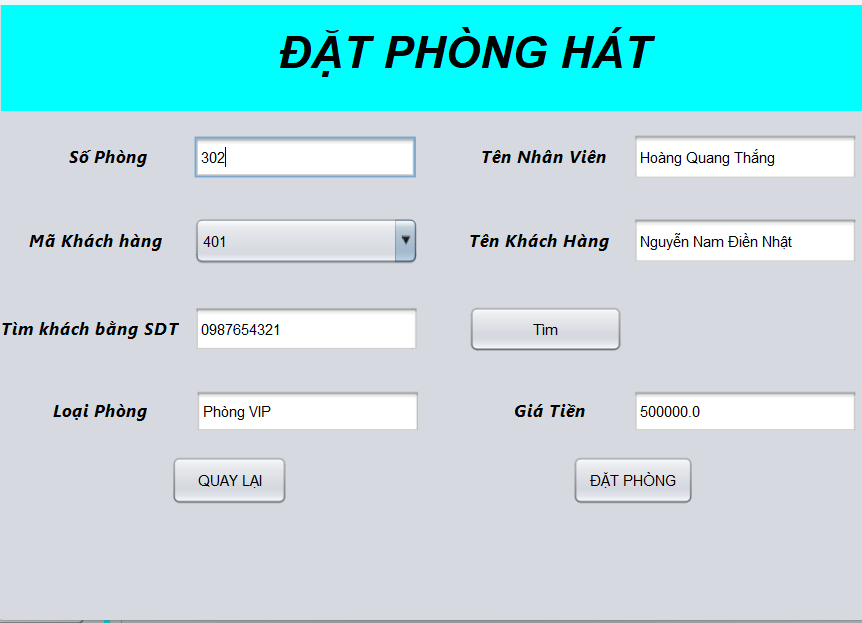 ĐẶT PHÒNG HÁT
Số Phòng 302 Tên Nhân Viên Hoàng Quang Thắng
Mã Khách hàng 401 Tên Khách Hàng Nguyễn Nam Điền Nhật
Tìm khách bằng SDT 0987654321 Tìm
Loại Phòng Phòng VIP Giá Tiền 500000.0
QUAY LẠI ĐẶT PHÒNG